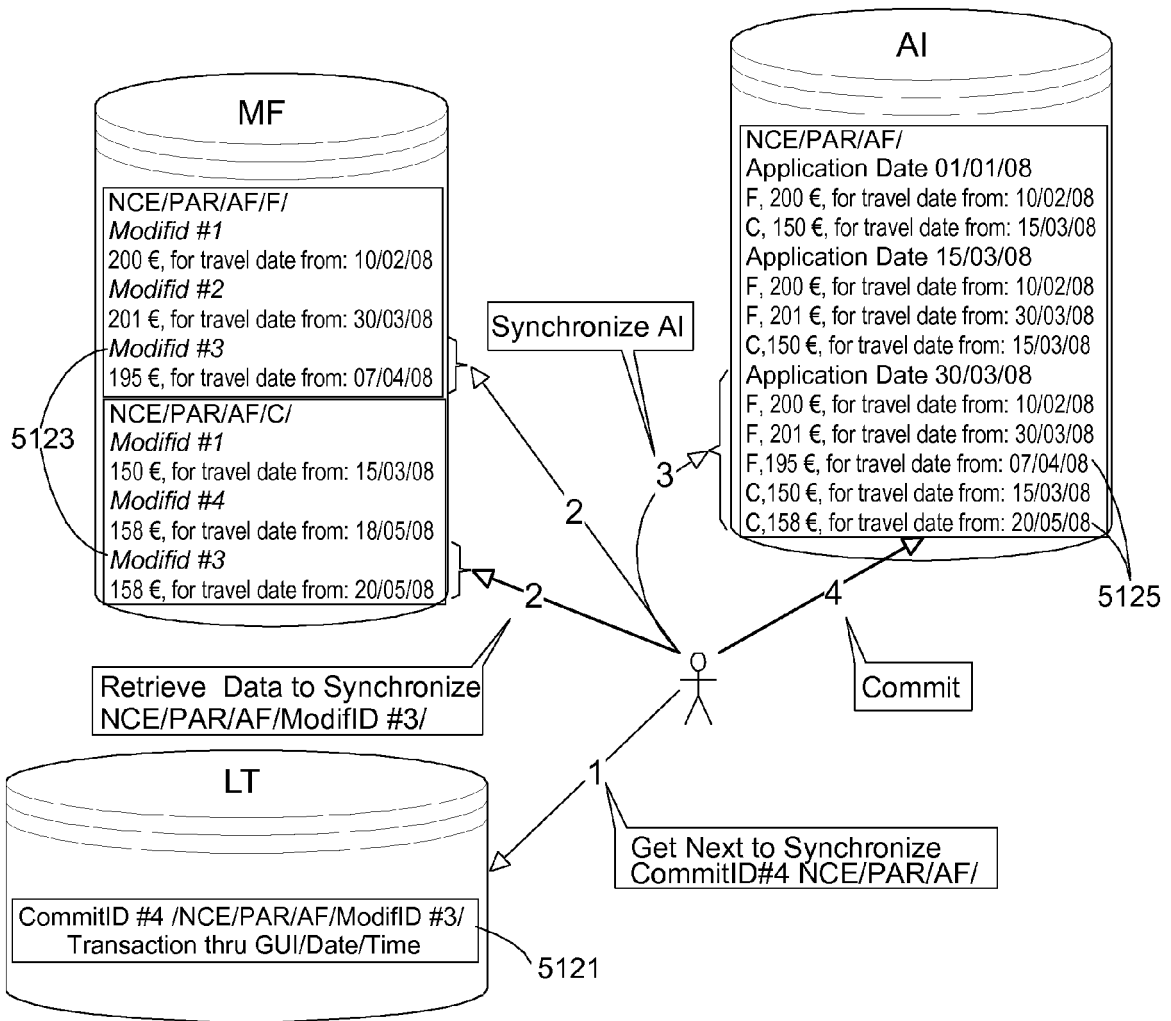 MF
NCE/PAR/AF/F/
Modifid #1
200 €, for travel date from: 10/02/08
Modifid #2
201 €, for travel date from: 30/03/08
Modifid #3
195 €, for travel date from: 07/04/08
NCE/PAR/AF/C/
Modifid #1
150 €, for travel date from: 15/03/08
Modifid #4
158 €, for travel date from: 18/05/08
Modifid #3
158 €, for travel date from: 20/05/08
5123
AI
NCE/PAR/AF/
Application Date 01/01/08
F, 200 €, for travel date from: 10/02/08
C, 150 €, for travel date from: 15/03/08
Application Date 15/03/08
F, 200 €, for travel date from: 10/02/08
F, 201 €, for travel date from: 30/03/08
C,150 €, for travel date from: 15/03/08
Application Date 30/03/08
F, 200 €, for travel date from: 10/02/08
F, 201 €, for travel date from: 30/03/08
F,195 €, for travel date from: 07/04/08
C,150 €, for travel date from: 15/03/08
C,158 €, for travel date from: 20/05/08
5125
Synchronize AI
3
2
2
4
Retrieve Data to Synchronize
NCE/PAR/AF/ModifID #3/
Commit
1
Get Next to Synchronize
CommitID#4 NCE/PAR/AF/
LT
CommitID #4 /NCE/PAR/AF/ModifID #3/
Transaction thru GUI/Date/Time
5121